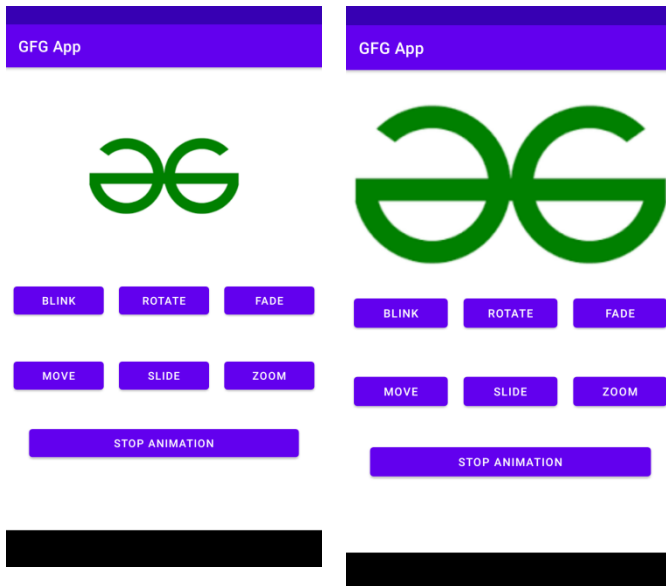 GFG App
BLINK ROTATE FADE
MOVE SLIDE ZOOM
STOP ANIMATION
GFG App
BLINK ROTATE FADE
MOVE SLIDE ZOOM
STOP ANIMATION